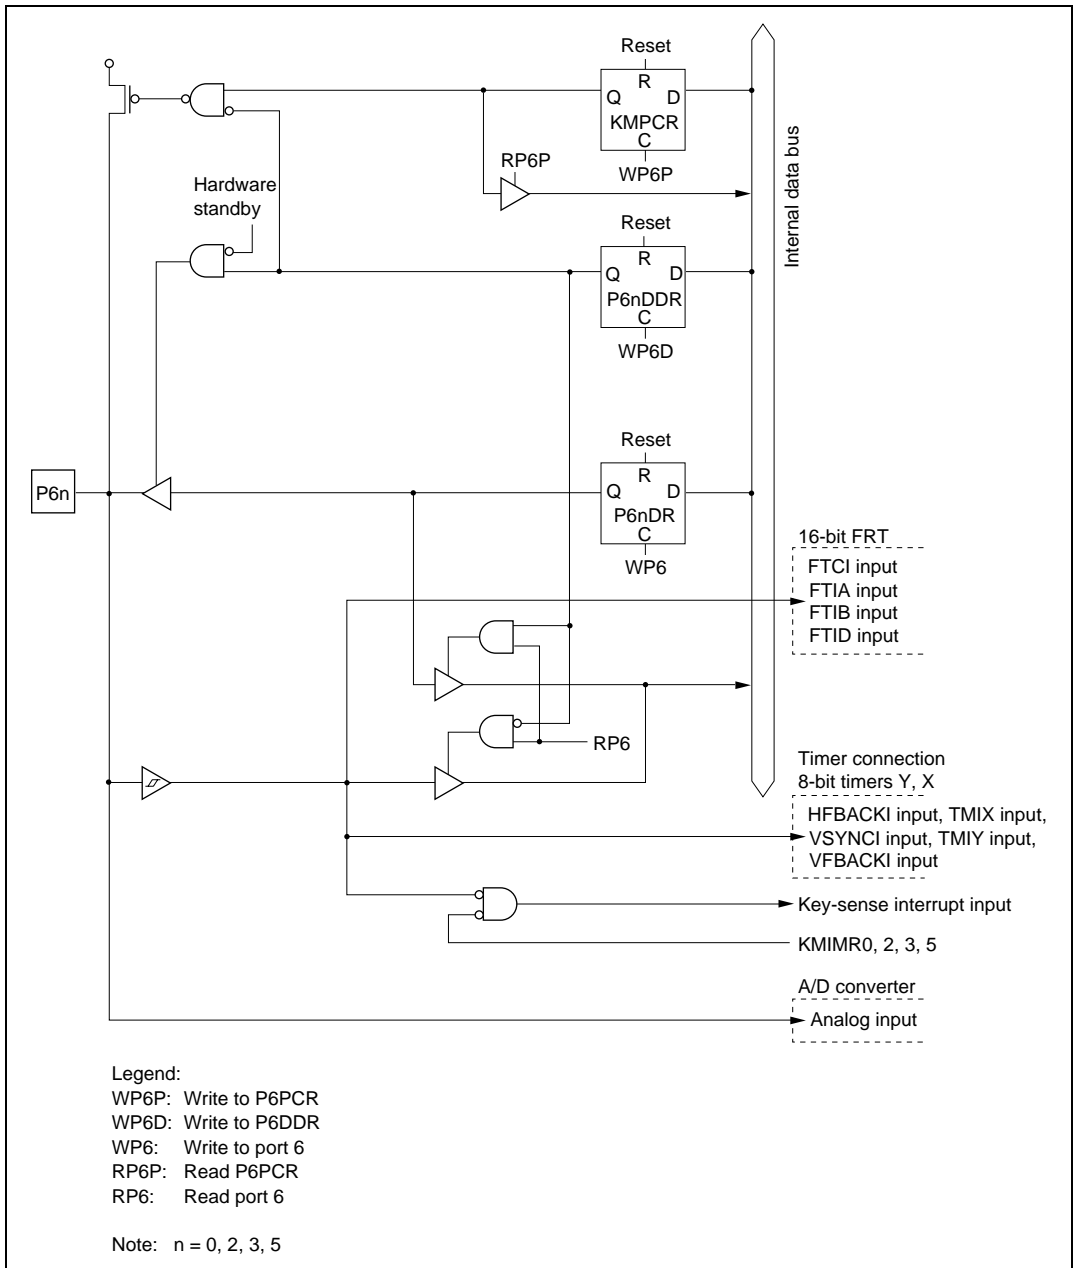 Reset
R
Q D
KMPCR
C
WP6P
RP6P
Hardware
standby
Internal data bus
Reset
R
Q D
P6nDDR
C
WP6D
Reset
R
P6n
Q D
P6nDR
C
WP6
16-bit FRT
FTCI input
FTIA input
FTIB input
FTID input
RP6
Timer connection
8-bit timers Y, X
HFBACKI input, TMIX input,
VSYNCI input, TMIY input,
VFBACKI input
Key-sense interrupt input
KMIMR0, 2, 3, 5
A/D converter
Analog input
Legend:
WP6P: Write to P6PCR
WP6D: Write to P6DDR
WP6: Write to port 6
RP6P: Read P6PCR
RP6: Read port 6
Note: n = 0, 2, 3, 5